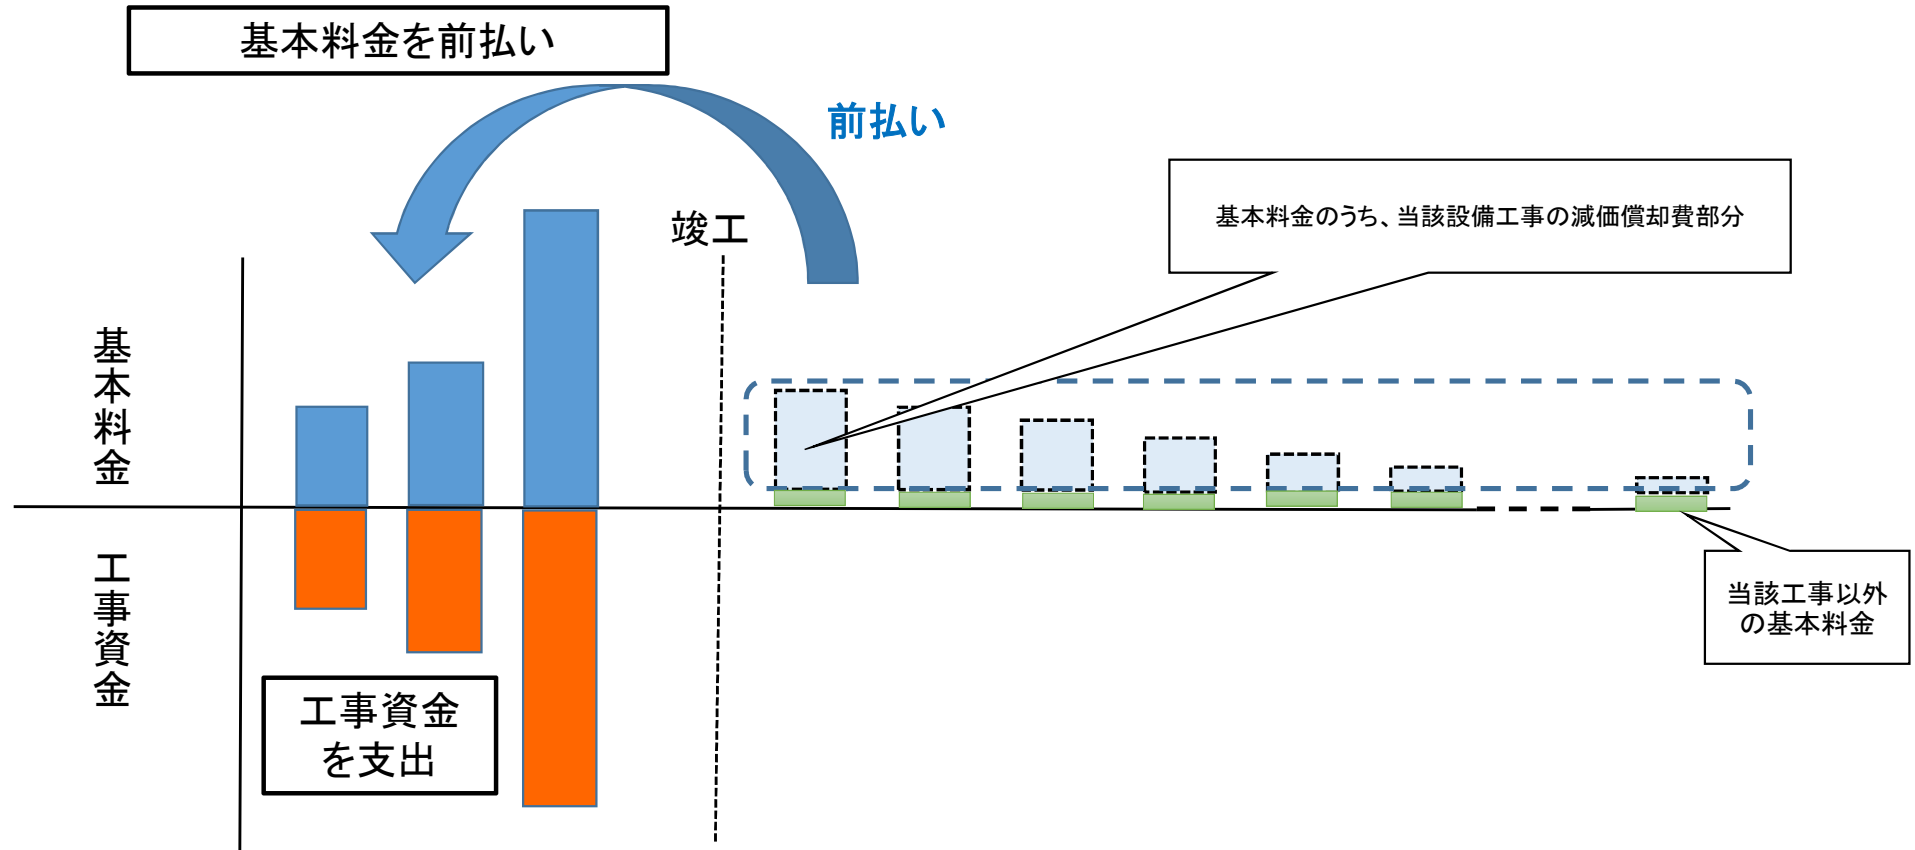 基本料金を前払い
前払い
竣工
基本料金のうち、当該設備工事の減価償却費部分
基本料金
工事資金
工事資金
を支出
当該工事以外
の基本料金